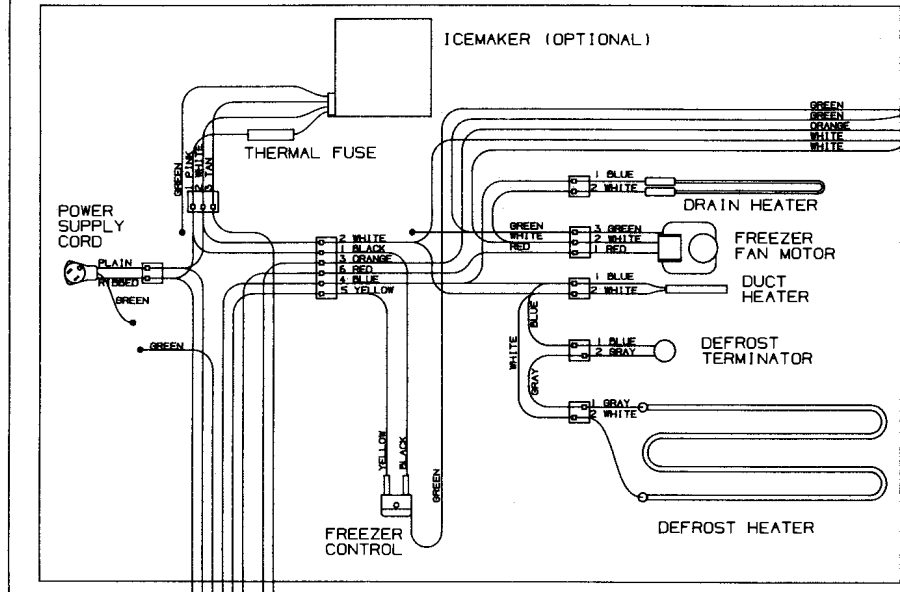 ICEMAKER (OPTIONAL)
GREEN
GREEN
ORANGE
WHITE
WHITE
THERMAL FUSE
GREEN
1 PINK
2 WHITE
3 TAN
1 BLUE
2 WHITE
DRAIN HEATER
POWER
SUPPLY
CORD
PLAIN
RIBBED
GREEN
GREEN
2 WHITE
1 BLACK
3 ORANGE
6 RED
4 BLUE
5 YELLOW
GREEN
WHITE
RED
3 GREEN
2 WHITE
1 RED
FREEZER
FAN MOTOR
1 BLUE
2 WHITE
DUCT
HEATER
BLUE
WHITE
1 BLUE
2 GRAY
DEFROST
TERMINATOR
GRAY
1 GRAY
2 WHITE
YELLOW
BLACK
GREEN
FREEZER
CONTROL
DEFROST HEATER